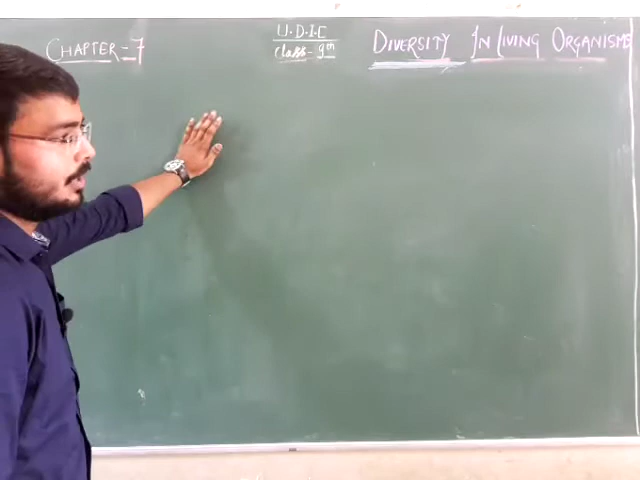 CHAPTER-7
U.D.I.C
Class-9th
DIVERSITY IN LIVING ORGANISMS